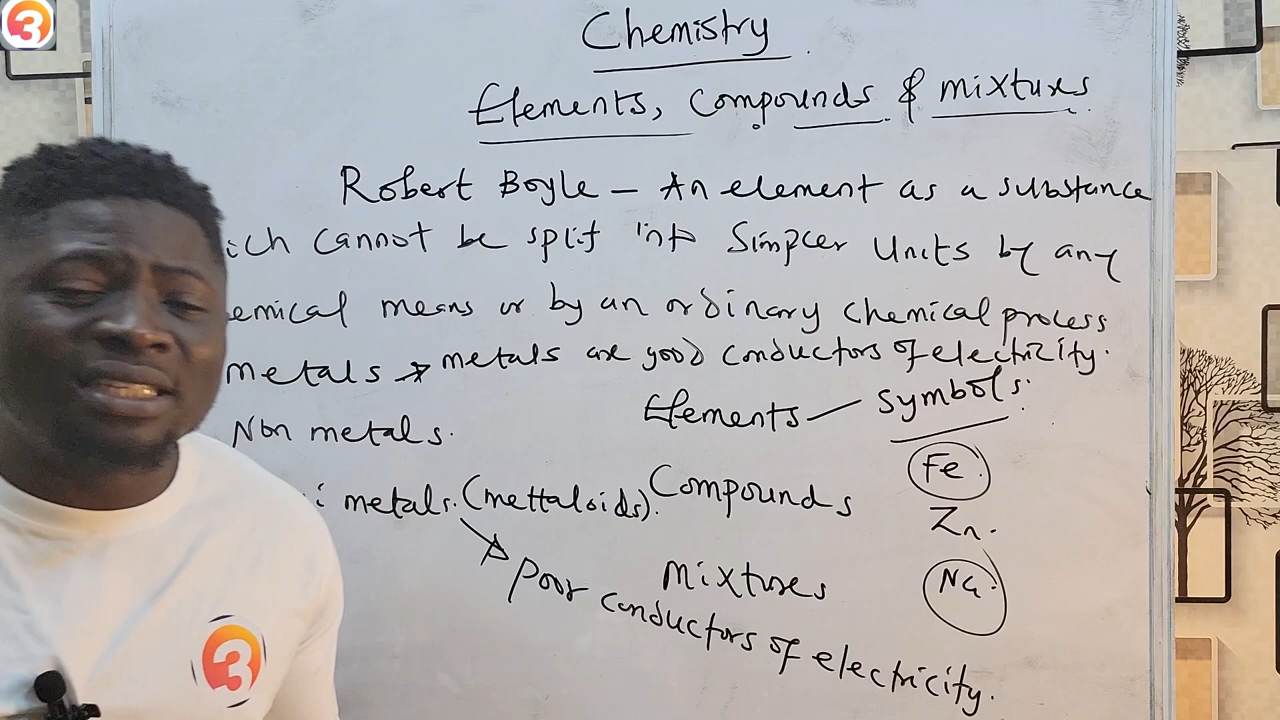 3
Chemistry
Elements, Compounds & mixtures
Robert Boyle – An element as a substance
ich cannot be split into Simpler Units by any
emical means or by an ordinary chemical process
metals → metals are good conductors of electricity.
Elements – Symbols.
Non metals.
Fe.
i metals. (mettaloids). Compounds
Zn.
Mixtures
Na.
Poor conductors of electricity.
3